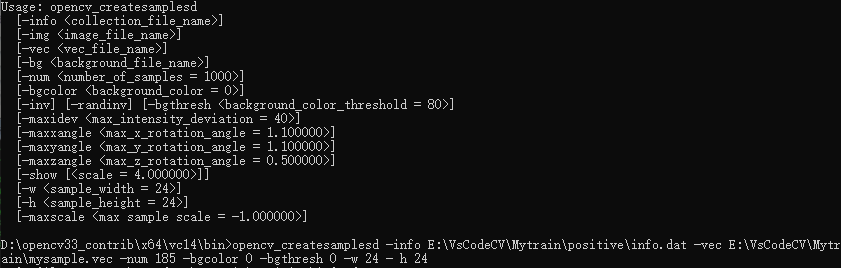 Usage: opencv_createsamplesd
[-info <collection_file_name>]
[-img <image_file_name>]
[-vec <vec_file_name>]
[-bg <background_file_name>]
[-num <number_of_samples = 1000>]
[-bgcolor <background_color = 0>]
[-inv] [-randinv] [-bgthresh <background_color_threshold = 80>]
[-maxidev <max_intensity_deviation = 40>]
[-maxxangle <max_x_rotation_angle = 1.100000>]
[-maxyangle <max_y_rotation_angle = 1.100000>]
[-maxzangle <max_z_rotation_angle = 0.500000>]
[-show [<scale = 4.000000>]]
[-w <sample_width = 24>]
[-h <sample_height = 24>]
[-maxscale <max sample scale = -1.000000>]
D:\opencv33_contrib\x64\vc14\bin>opencv_createsamplesd -info E:\VsCodeCV\Mytrain\positive\info.dat -vec E:\VsCodeCV\Myt
rain\mysample.vec -num 185 -bgcolor 0 -bgthresh 0 -w 24 - h 24